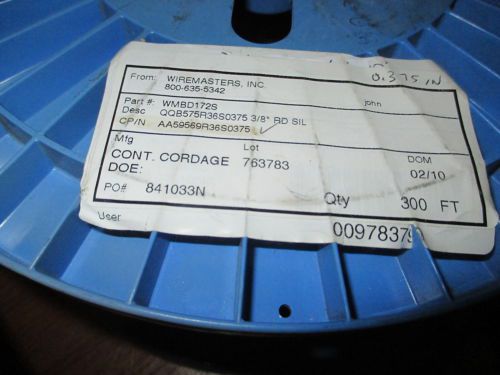 0.375 IN
From: WIREMASTERS, INC.
800-635-5342
john
Part #: WMBD172S
Desc QQB575R36S0375 3/8" RD SIL
CP/N AA59569R36S0375
Mfg Lot
CONT. CORDAGE 763783 DOM
DOE: 02/10
PO# 841033N Qty 300 FT
User 00978379